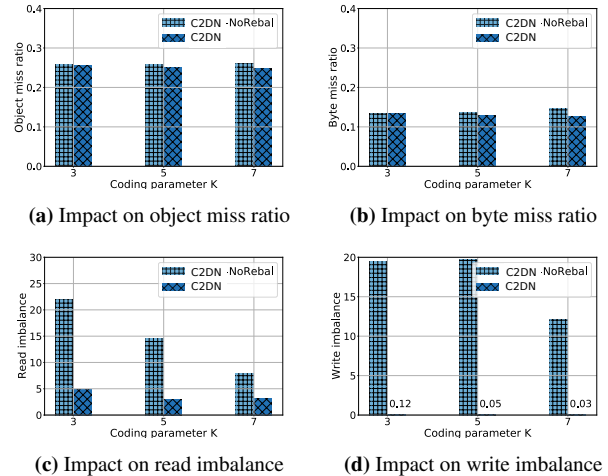 0.4
0.3
0.2
0.1
0.0
Object miss ratio
C2DN -NoRebal
C2DN
3 5 7
Coding parameter K
(a) Impact on object miss ratio
0.4
0.3
0.2
0.1
0.0
Byte miss ratio
C2DN -NoRebal
C2DN
3 5 7
Coding parameter K
(b) Impact on byte miss ratio
30
25
20
15
10
5
0
Read imbalance
C2DN -NoRebal
C2DN
3 5 7
Coding parameter K
(c) Impact on read imbalance
20
15
10
5
0
Write imbalance
C2DN -NoRebal
C2DN
0.12 0.05 0.03
3 5 7
Coding parameter K
(d) Impact on write imbalance